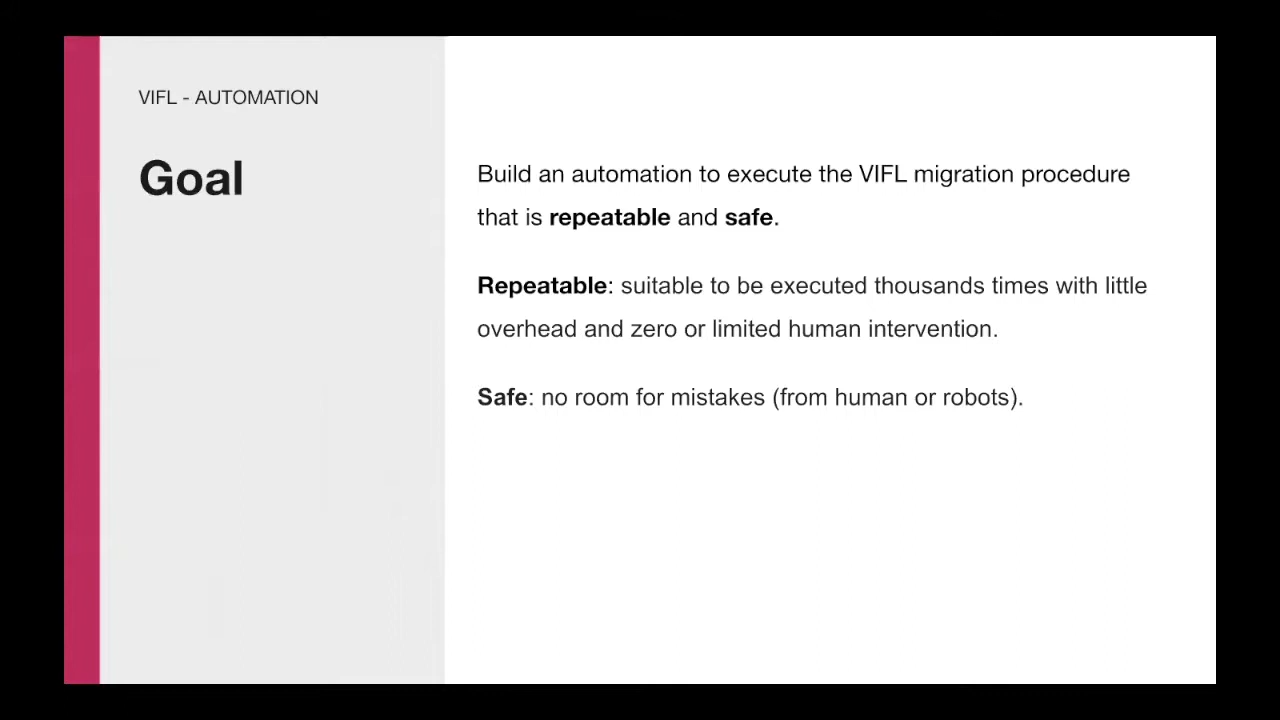 VIFL - AUTOMATION
Goal
Build an automation to execute the VIFL migration procedure
that is repeatable and safe.
Repeatable: suitable to be executed thousands times with little
overhead and zero or limited human intervention.
Safe: no room for mistakes (from human or robots).